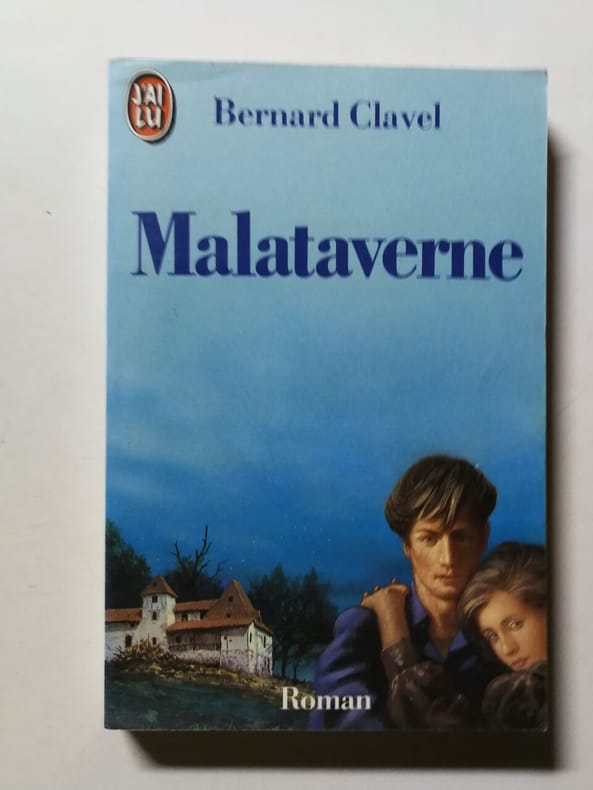 J'AI
LU
Bernard Clavel
Malataverne
Roman